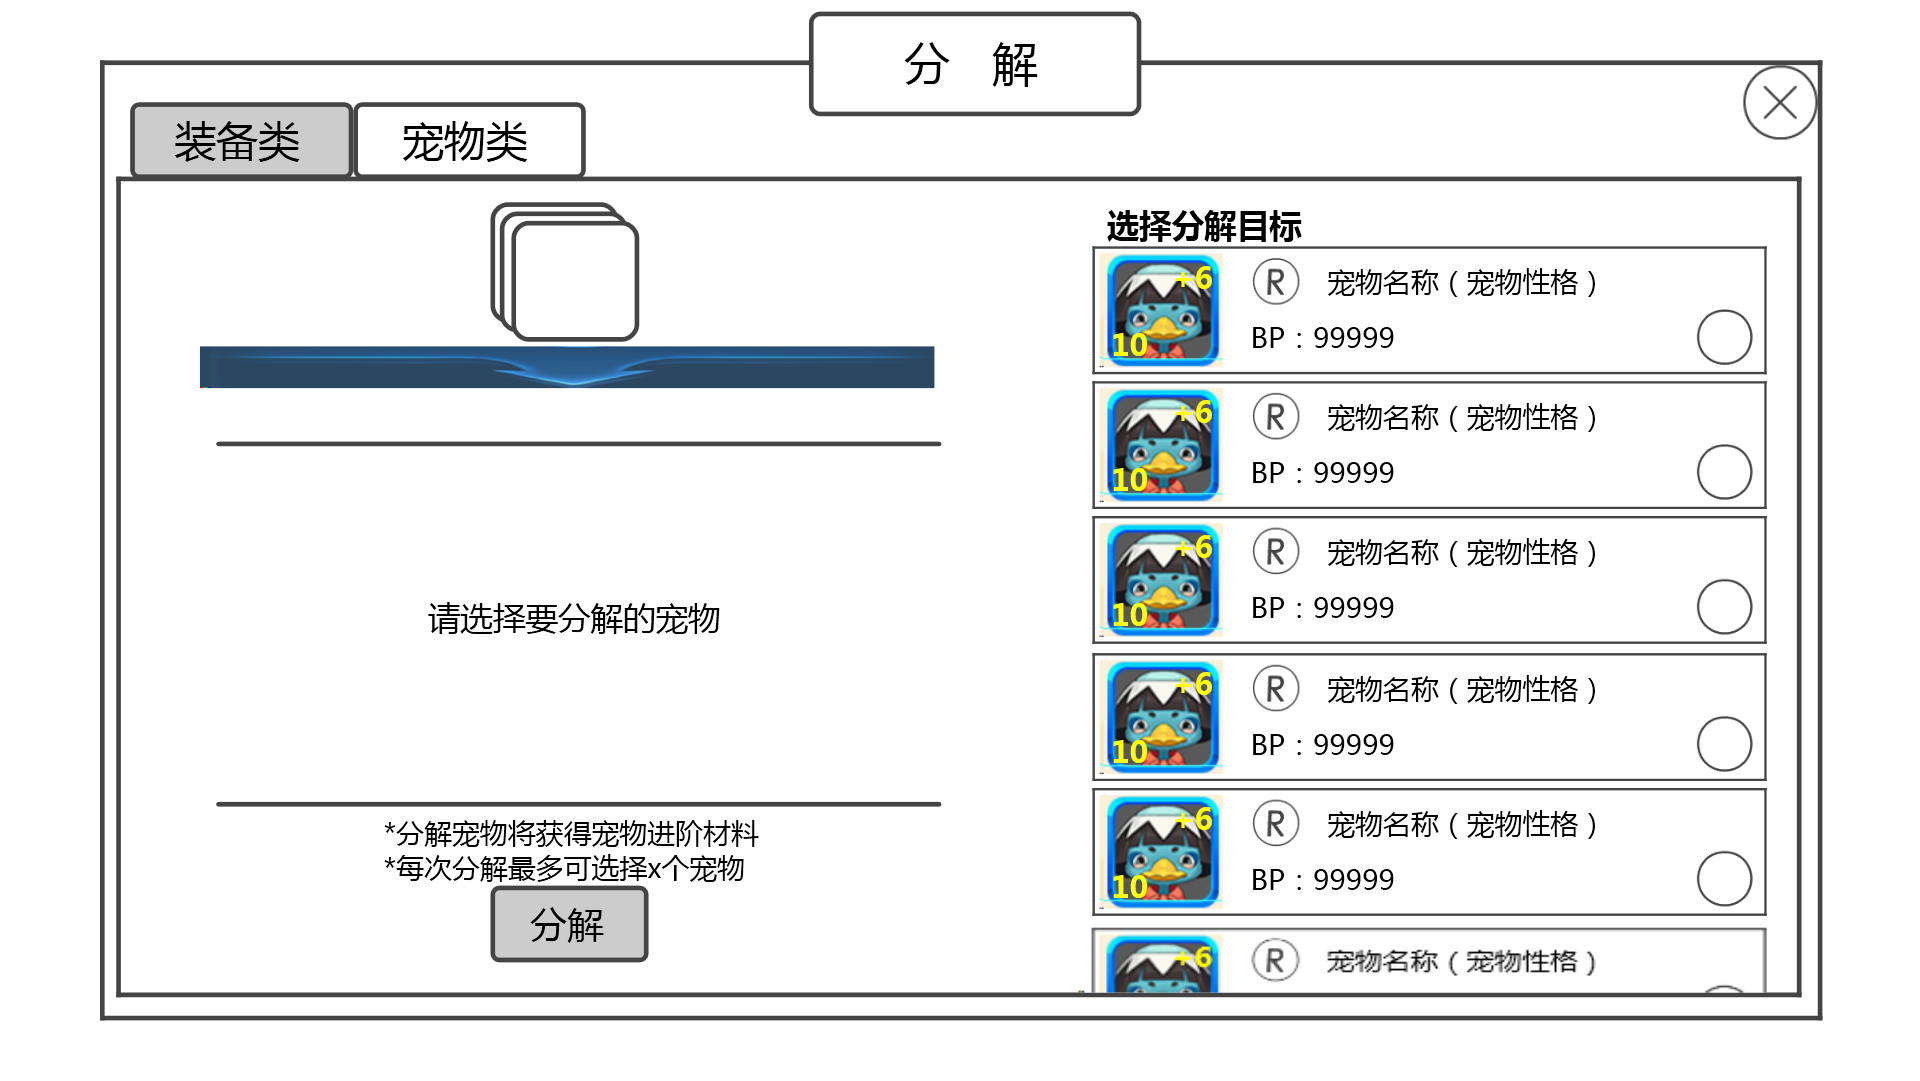 分 解
装备类 宠物类
选择分解目标
+6
10
R 宠物名称（宠物性格）
BP：99999
+6
10
R 宠物名称（宠物性格）
BP：99999
+6
10
R 宠物名称（宠物性格）
BP：99999
+6
10
R 宠物名称（宠物性格）
BP：99999
+6
10
R 宠物名称（宠物性格）
BP：99999
+6
R 宠物名称（宠物性格）
请选择要分解的宠物
*分解宠物将获得宠物进阶材料
*每次分解最多可选择x个宠物
分解